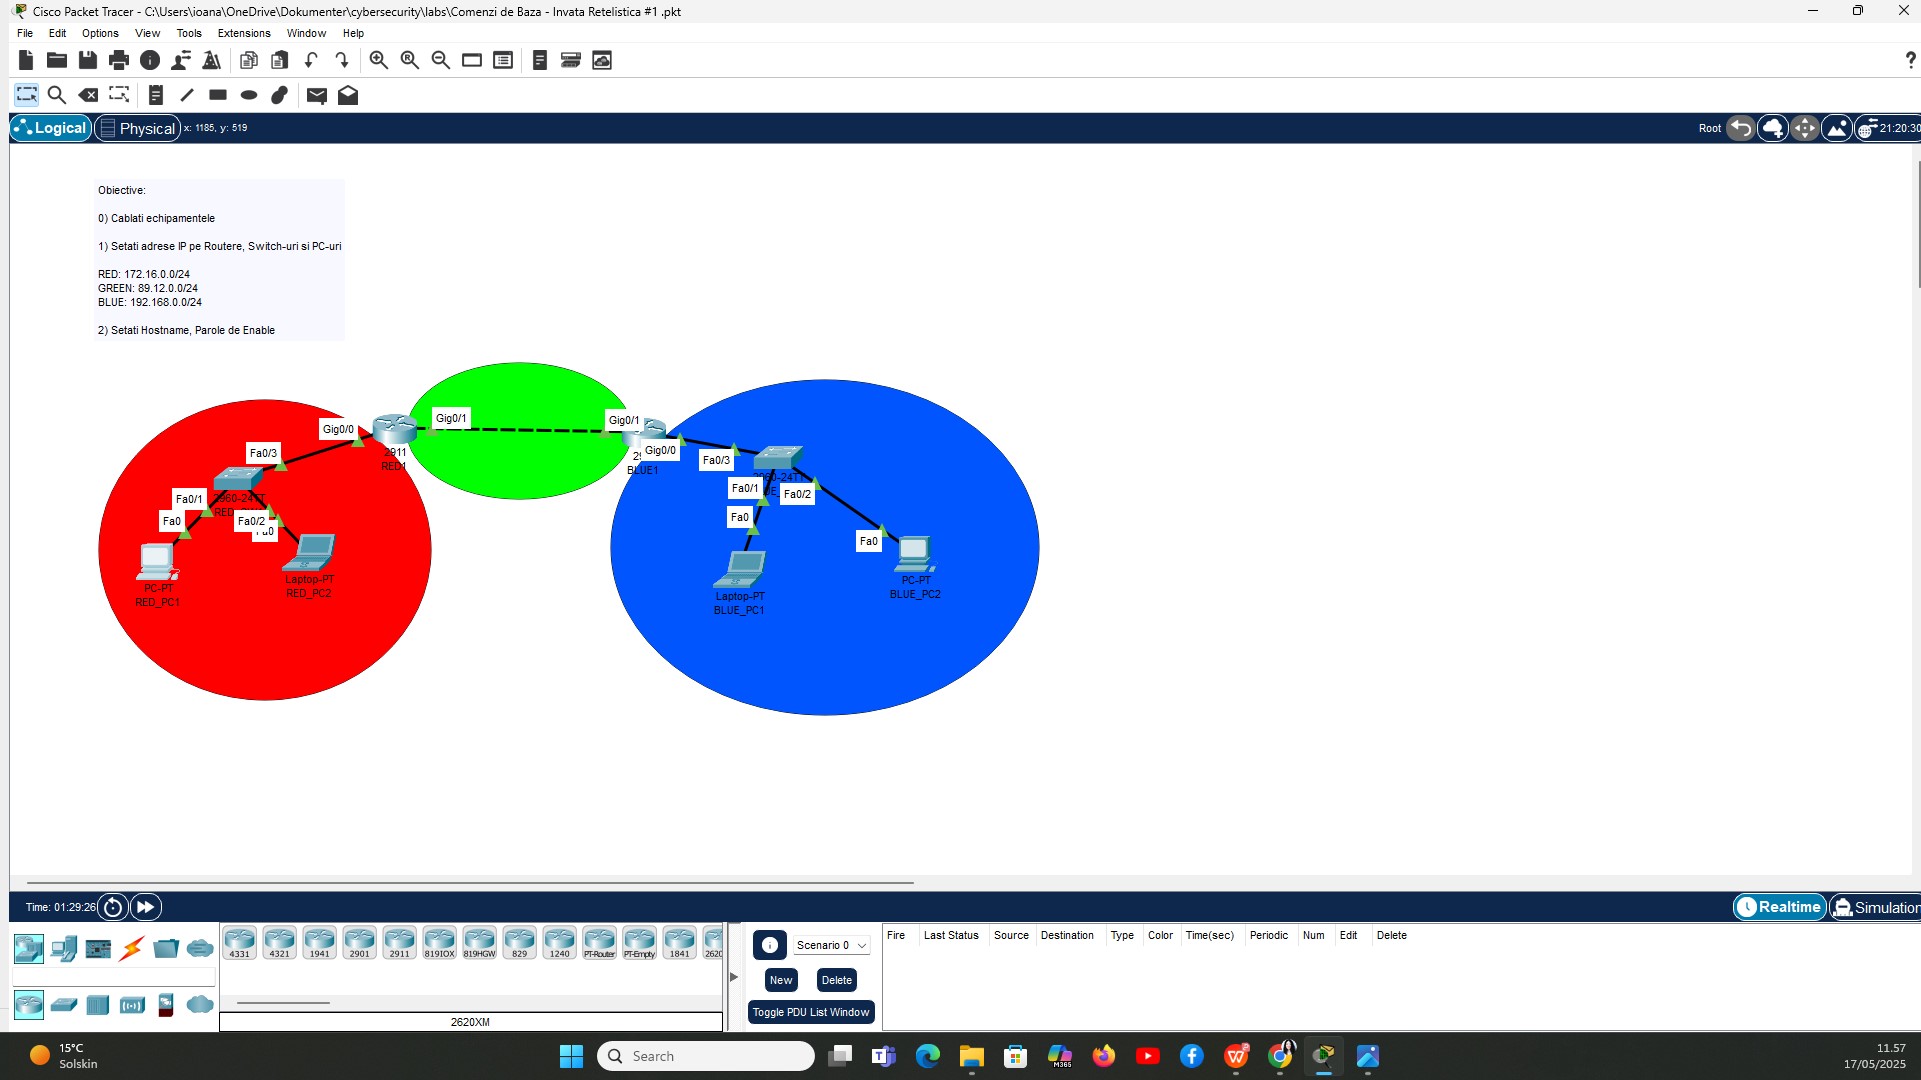 Cisco Packet Tracer - C:\Users\ioana\OneDrive\Dokumenter\cybersecurity\labs\Comenzi de Baza - Invata Retelistica #1 .pkt
File Edit Options View Tools Extensions Window Help
?
Logical Physical x: 1185, y: 519
Root 21:20:30
Obiective:
0) Cablati echipamentele
1) Setati adrese IP pe Routere, Switch-uri si PC-uri
RED: 172.16.0.0/24
GREEN: 89.12.0.0/24
BLUE: 192.168.0.0/24
2) Setati Hostname, Parole de Enable
Gig0/1
Gig0/1
Gig0/0
2911
RED1
Gig0/0
BLUE1
Fa0/3
Fa0/3
2960-24TT
Fa0/1
Fa0/2
Fa0
Fa0/1
Fa0/2
Fa0
Fa0
PC-PT
RED_PC1
Laptop-PT
RED_PC2
Laptop-PT
BLUE_PC1
PC-PT
BLUE_PC2
Time: 01:29:26
Realtime Simulation
4331 4321 1941 2901 2911 819IOX 819HGW 829 1240 PT-Router PT-Empty 1841
2620XM
Scenario 0
New Delete
Toggle PDU List Window
Fire Last Status Source Destination Type Color Time(sec) Periodic Num Edit Delete
15°C
Solskin
Search
M365
11.57
17/05/2025